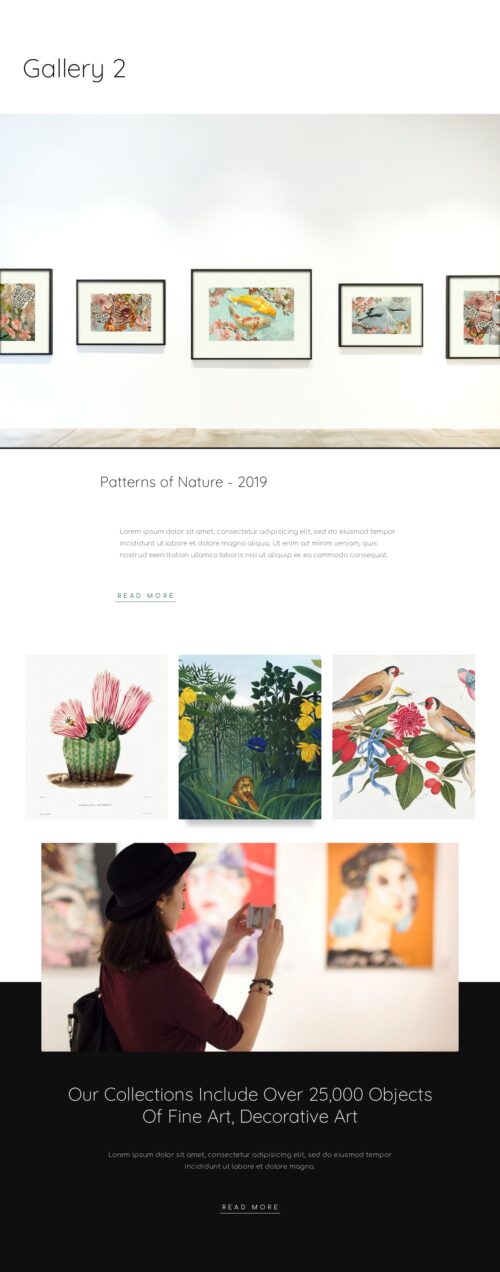 Gallery 2
Patterns of Nature - 2019
Lorem ipsum dolor sit amet, consectetur adipisicing elit, sed do eiusmod tempor
incididunt ut labore et dolore magna aliqua. Ut enim ad minim veniam, quis
nostrud exercitation ullamco laboris nisi ut aliquip ex ea commodo consequat.
READ MORE
Our Collections Include Over 25,000 Objects
Of Fine Art, Decorative Art
Lorem ipsum dolor sit amet, consectetur adipisicing elit, sed do eiusmod tempor
incididunt ut labore et dolore magna.
READ MORE